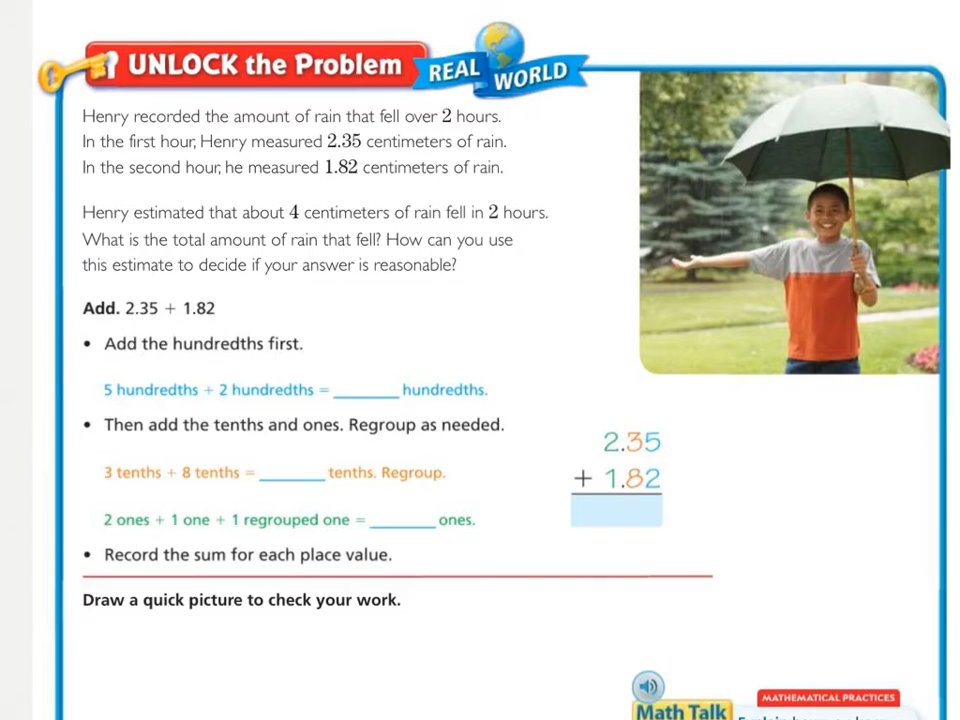 UNLOCK the Problem REAL WORLD
Henry recorded the amount of rain that fell over 2 hours.
In the first hour, Henry measured 2.35 centimeters of rain.
In the second hour, he measured 1.82 centimeters of rain.
Henry estimated that about 4 centimeters of rain fell in 2 hours.
What is the total amount of rain that fell? How can you use
this estimate to decide if your answer is reasonable?
Add. 2.35 + 1.82
• Add the hundredths first.
5 hundredths + 2 hundredths = _______ hundredths.
• Then add the tenths and ones. Regroup as needed.
3 tenths + 8 tenths = _______ tenths. Regroup.
2 ones + 1 one + 1 regrouped one = _______ ones.
• Record the sum for each place value.
2.35
+ 1.82
Draw a quick picture to check your work.
MATHEMATICAL PRACTICES
Math Talk